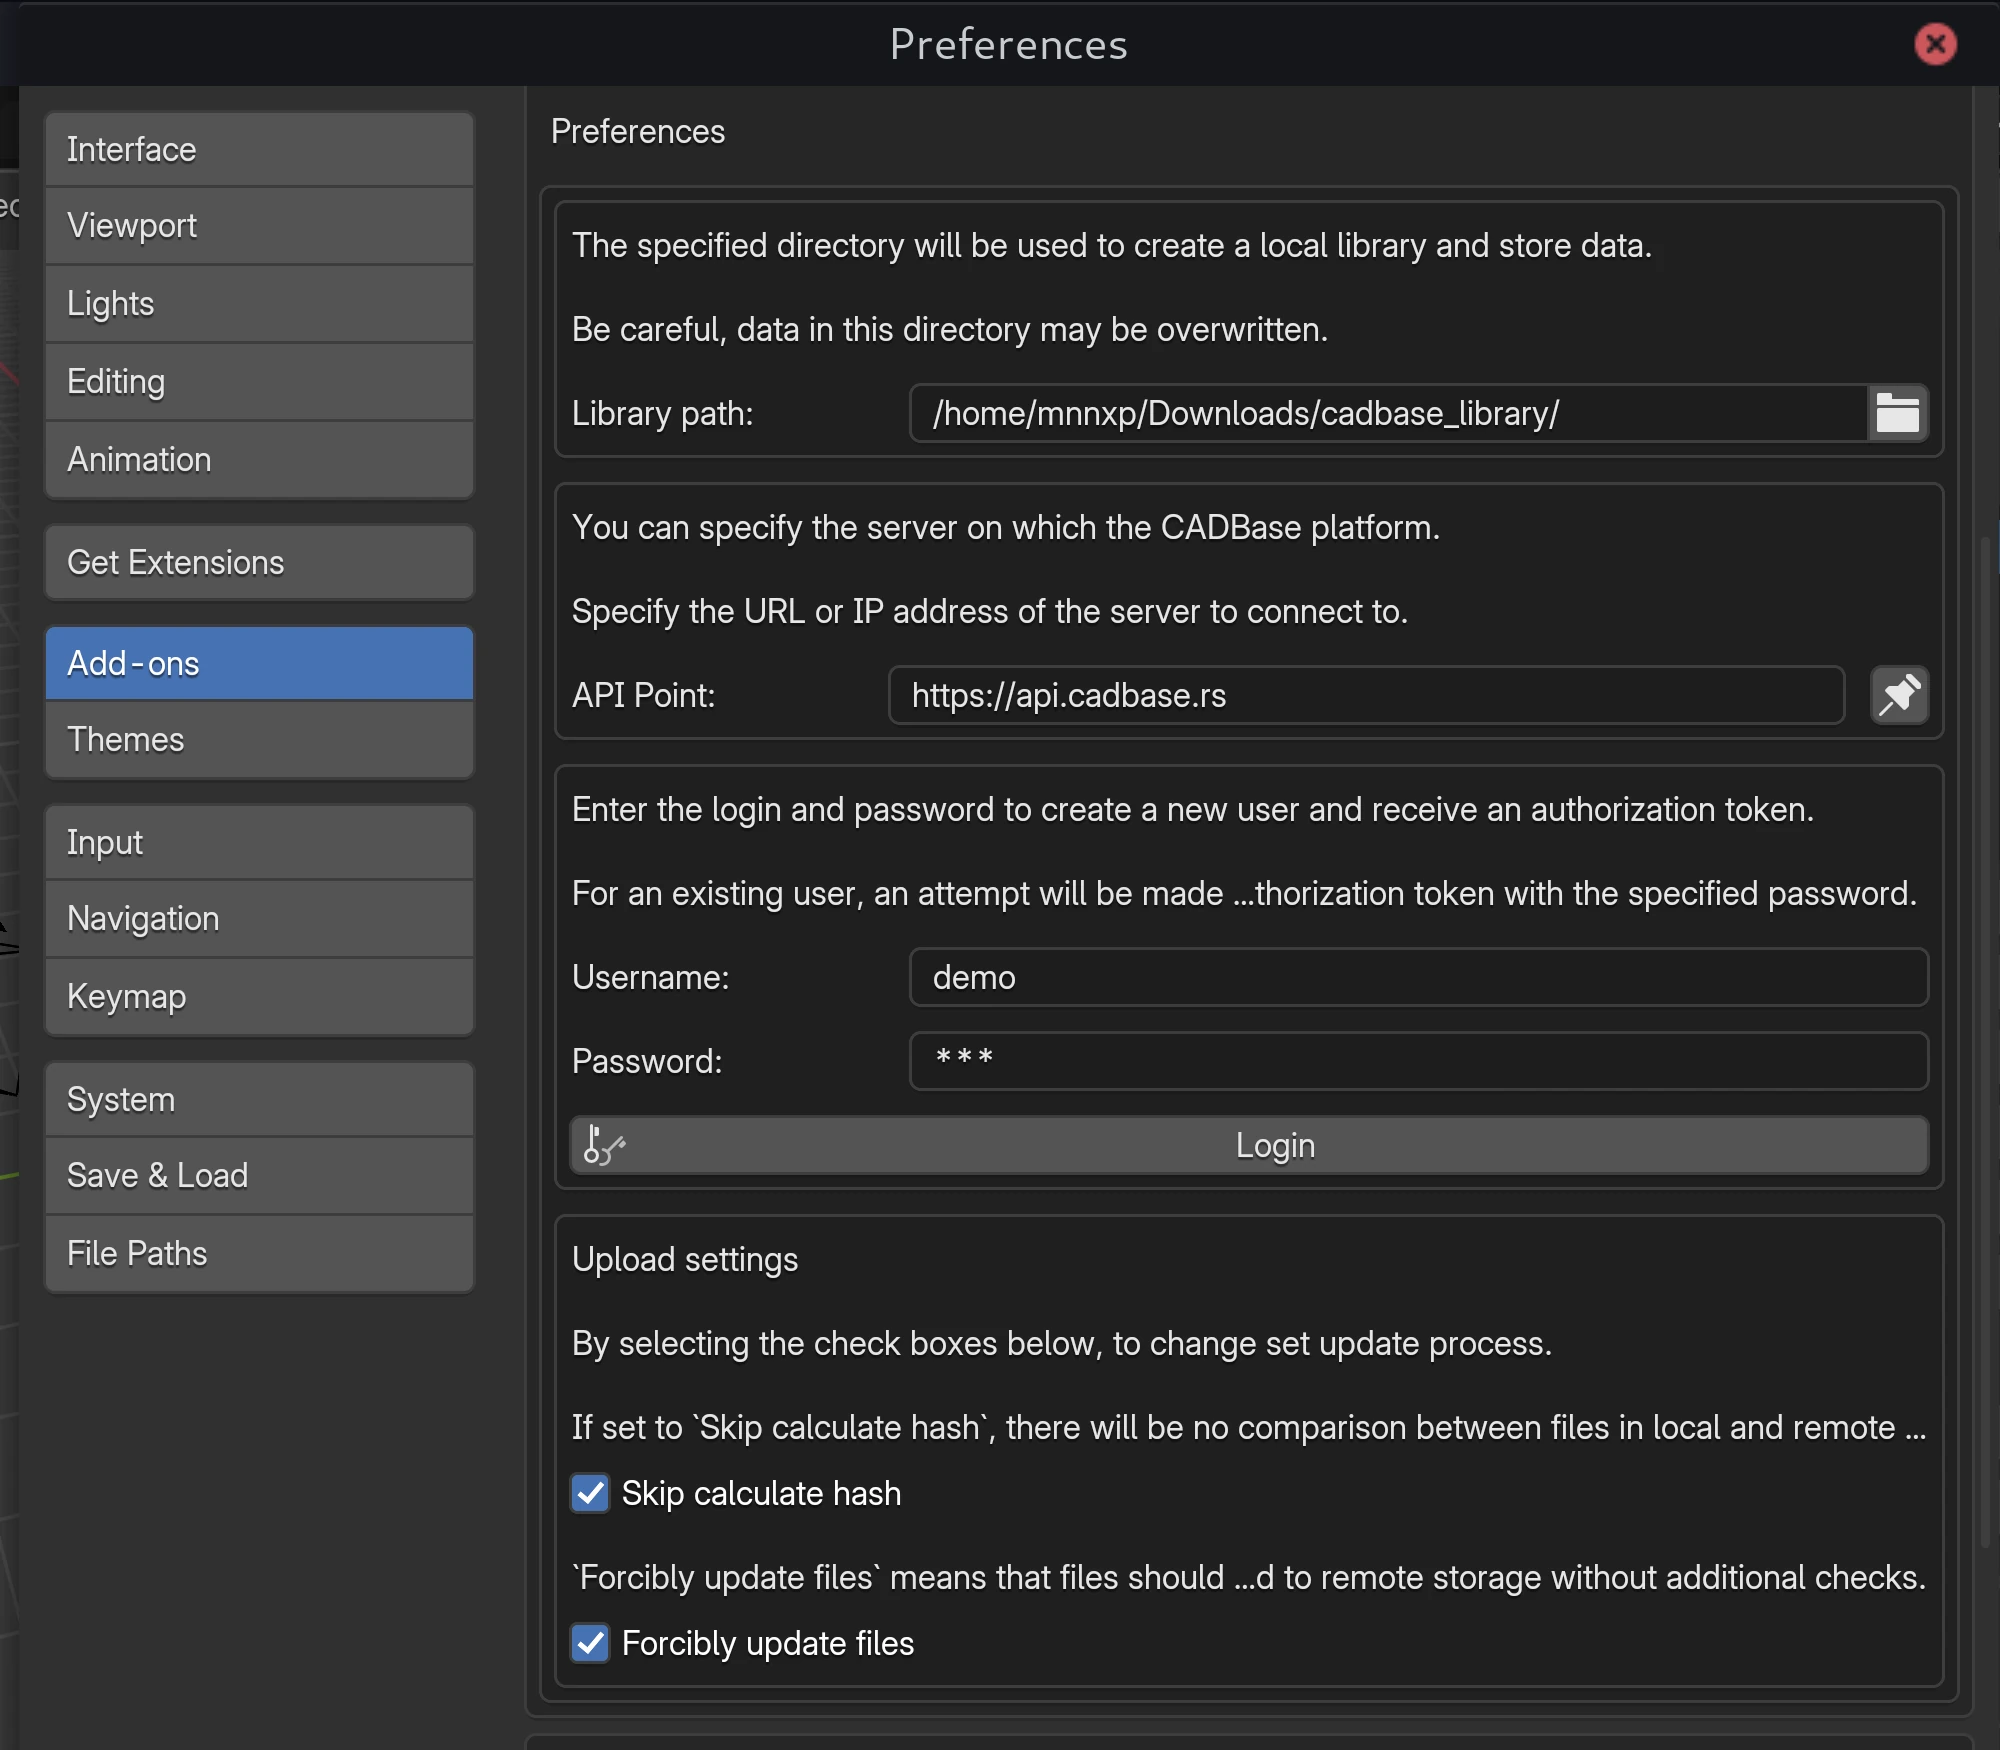 Preferences
Interface
Viewport
Lights
Editing
Animation
Get Extensions
Add-ons
Themes
Input
Navigation
Keymap
System
Save & Load
File Paths
Preferences
The specified directory will be used to create a local library and store data.
Be careful, data in this directory may be overwritten.
Library path: /home/mnnxp/Downloads/cadbase_library/
You can specify the server on which the CADBase platform.
Specify the URL or IP address of the server to connect to.
API Point: https://api.cadbase.rs
Enter the login and password to create a new user and receive an authorization token.
For an existing user, an attempt will be made ...thorization token with the specified password.
Username: demo
Password: ***
Login
Upload settings
By selecting the check boxes below, to change set update process.
If set to `Skip calculate hash`, there will be no comparison between files in local and remote ...
Skip calculate hash
`Forcibly update files` means that files should ...d to remote storage without additional checks.
Forcibly update files